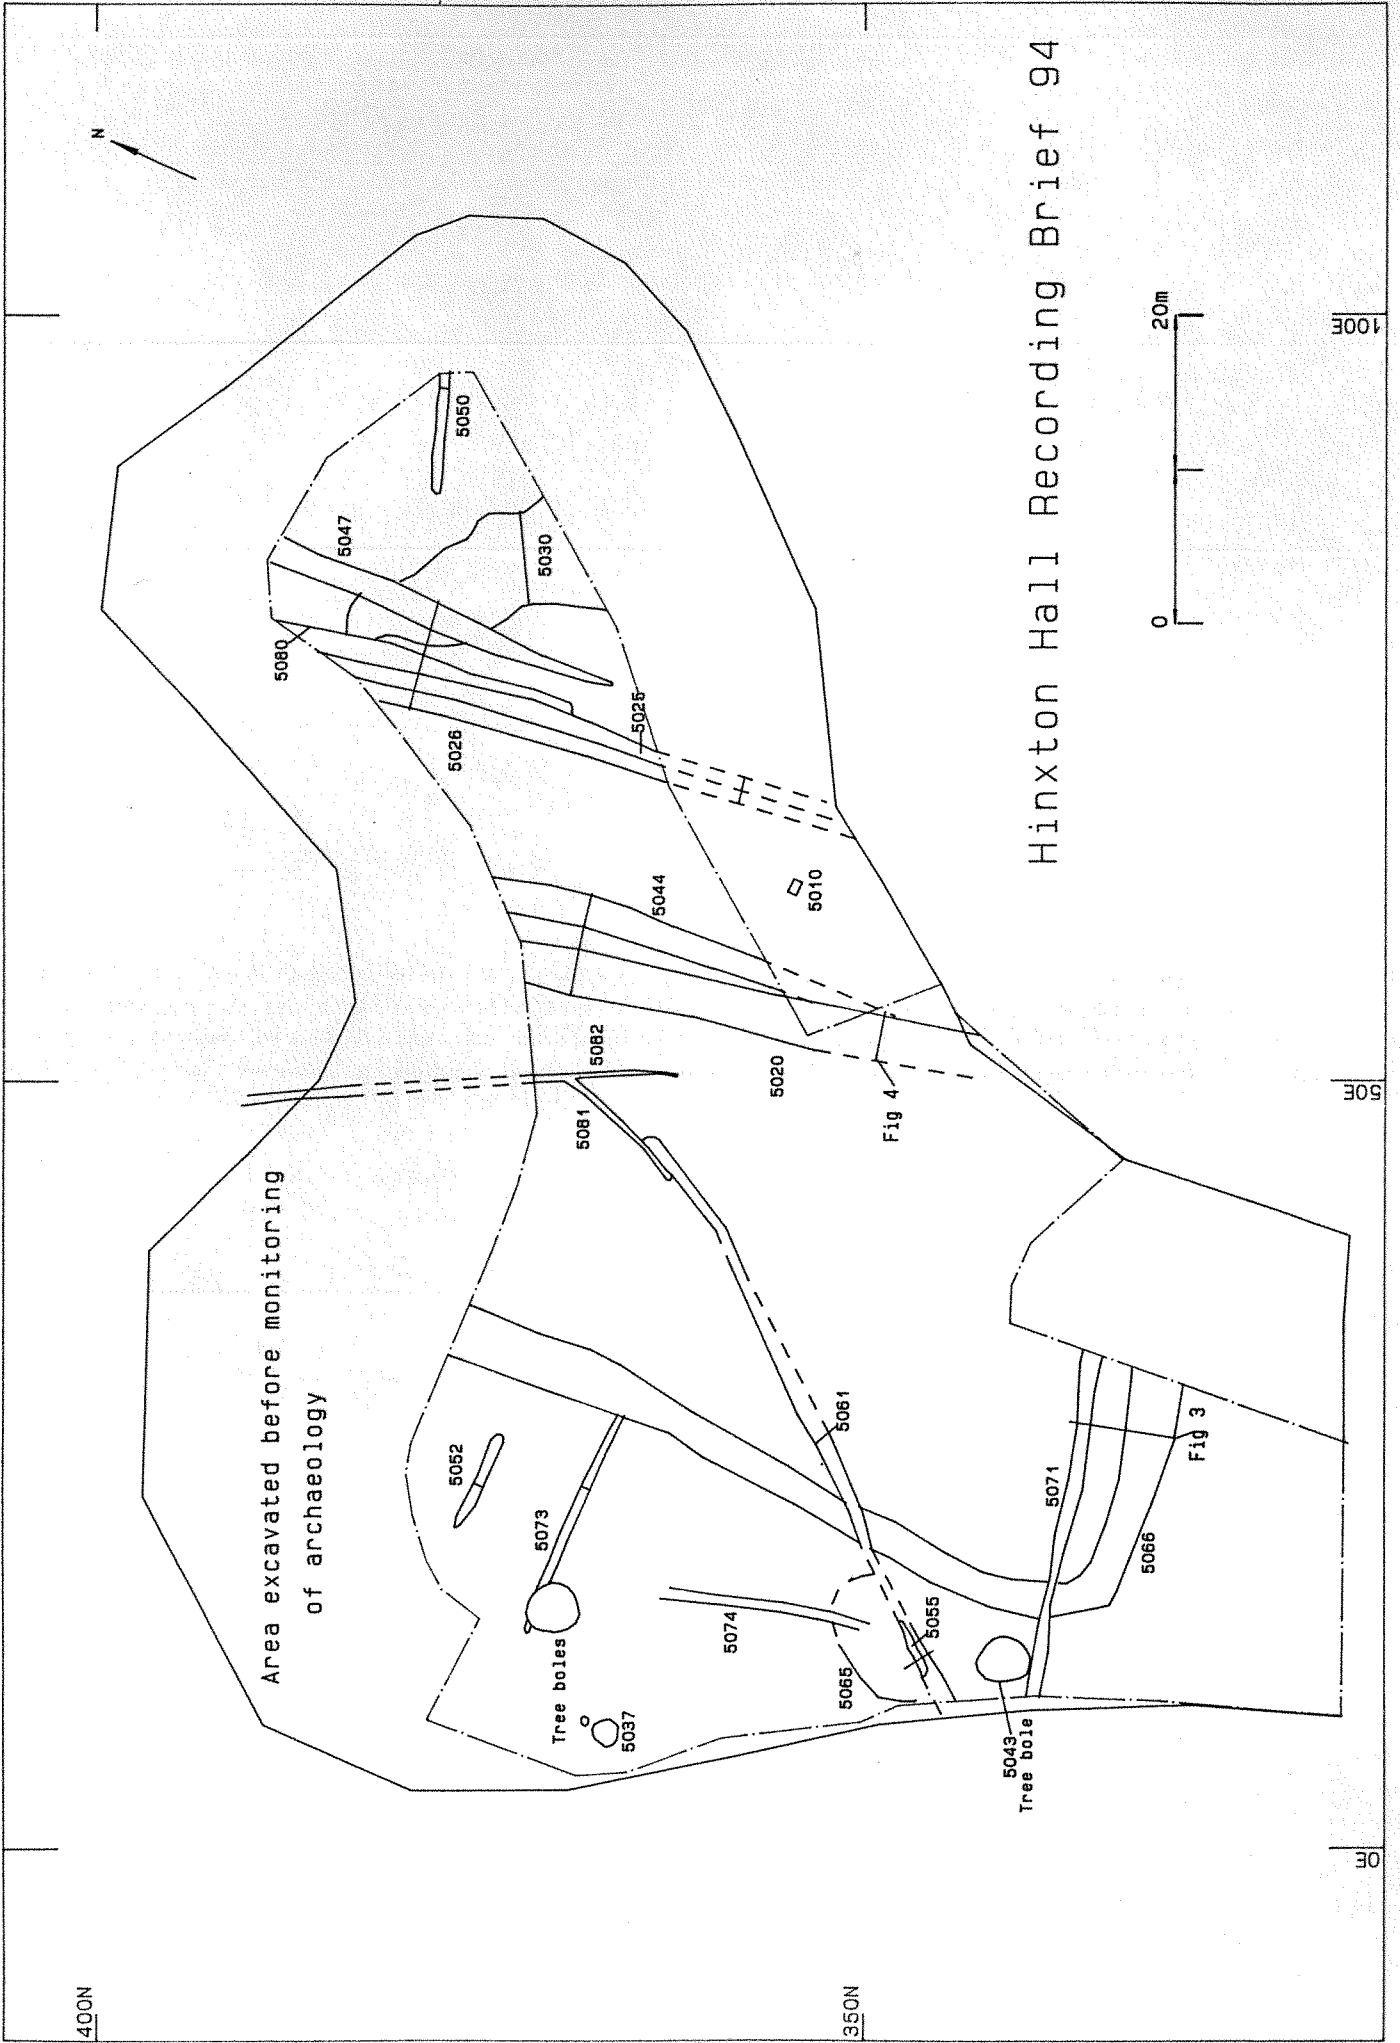 400N
350N
N
Area excavated before monitoring
of archaeology
5052
5073
Tree boles
5037
5074
5065
5055
5043
Tree bole
5061
5071
5066
Fig 3
5081
5082
5020
Fig 4
5044
5010
5026
5025
5080
5047
5030
5050
0E
50E
100E
0
20m
Hinxton Hall Recording Brief 94